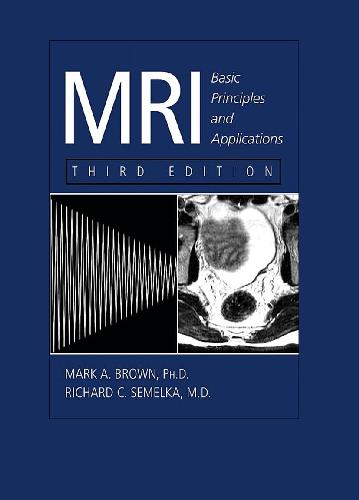 MRI
Basic
Principles
and
Applications
THIRD EDITION
MARK A. BROWN, PH.D.
RICHARD C. SEMELKA, M.D.